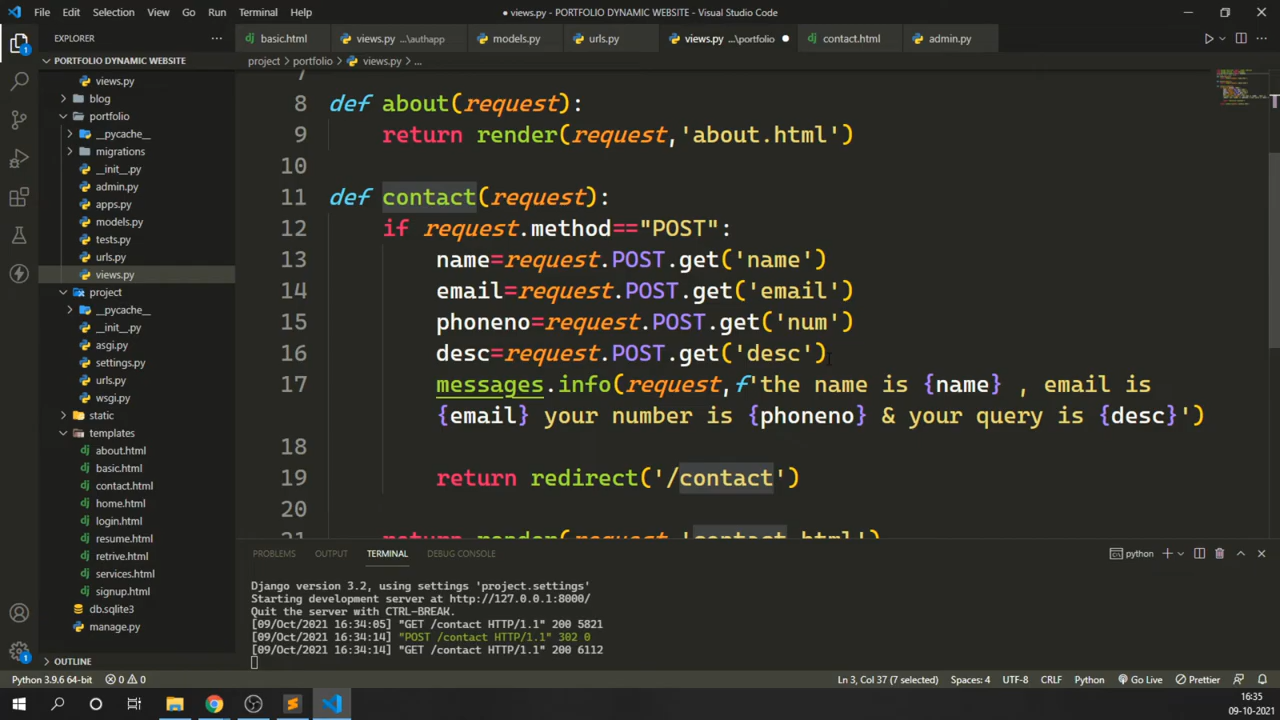 File Edit Selection View Go Run Terminal Help
● views.py - PORTFOLIO DYNAMIC WEBSITE - Visual Studio Code
EXPLORER
basic.html
views.py ...\authapp
models.py
urls.py
views.py ...\portfolio
contact.html
admin.py
PORTFOLIO DYNAMIC WEBSITE
project > portfolio > views.py > ...
views.py
blog
portfolio
__pycache__
migrations
__init__.py
admin.py
apps.py
models.py
tests.py
urls.py
views.py
project
__pycache__
__init__.py
asgi.py
settings.py
urls.py
wsgi.py
static
templates
about.html
basic.html
contact.html
home.html
login.html
resume.html
retrive.html
services.html
signup.html
db.sqlite3
manage.py
OUTLINE
7
8 def about(request):
9 return render(request,'about.html')
10
11 def contact(request):
12 if request.method=="POST":
13 name=request.POST.get('name')
14 email=request.POST.get('email')
15 phoneno=request.POST.get('num')
16 desc=request.POST.get('desc')
17 messages.info(request,f'the name is {name} , email is
{email} your number is {phoneno} & your query is {desc}')
18
19 return redirect('/contact')
20
21 return render(request,'contact.html')
PROBLEMS OUTPUT TERMINAL DEBUG CONSOLE
python
Django version 3.2, using settings 'project.settings'
Starting development server at http://127.0.0.1:8000/
Quit the server with CTRL-BREAK.
[09/Oct/2021 16:34:05] "GET /contact HTTP/1.1" 200 5821
[09/Oct/2021 16:34:14] "POST /contact HTTP/1.1" 302 0
[09/Oct/2021 16:34:14] "GET /contact HTTP/1.1" 200 6112
Python 3.9.6 64-bit 0 0
Ln 3, Col 37 (7 selected) Spaces: 4 UTF-8 CRLF Python Go Live Prettier
16:35
09-10-2021